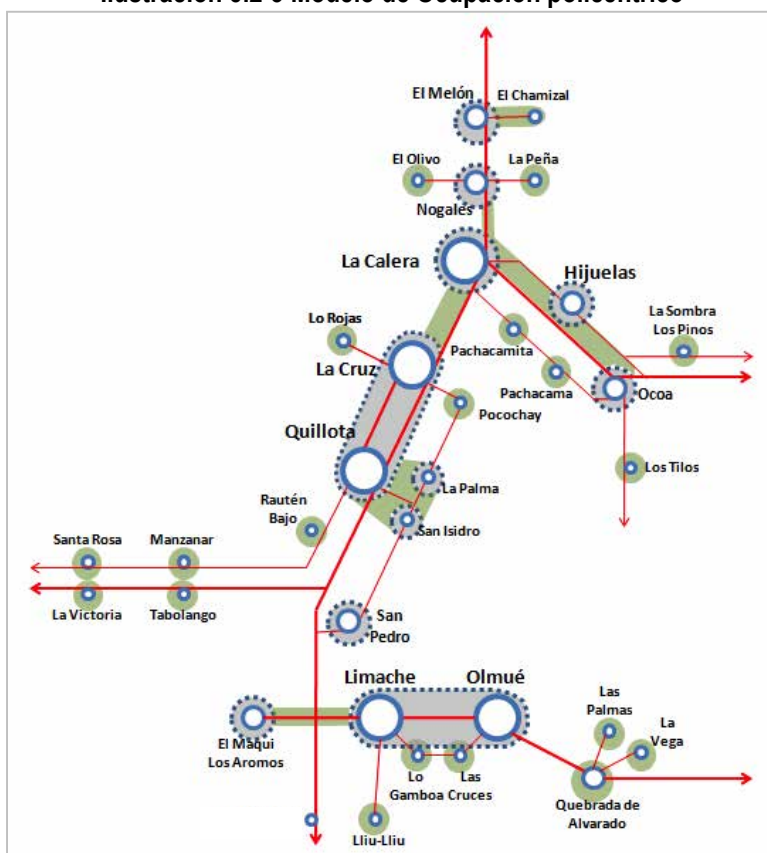 Ilustración Modelo de Ocupación policéntrico
El Melón
El Chamizal
El Olivo
La Peña
Nogales
La Calera
Hijuelas
La Sombra
Los Pinos
Lo Rojas
Pachacamita
La Cruz
Pachacama
Ocoa
Pocochay
Quillota
La Palma
Los Tilos
Rautén
Bajo
San Isidro
Santa Rosa
Manzanar
La Victoria
Tabolango
San
Pedro
Limache
Olmué
Las
Palmas
La
Vega
El Maqui
Los Aromos
Lo
Gamboa
Las
Cruces
Quebrada de
Alvarado
Lliu-Lliu